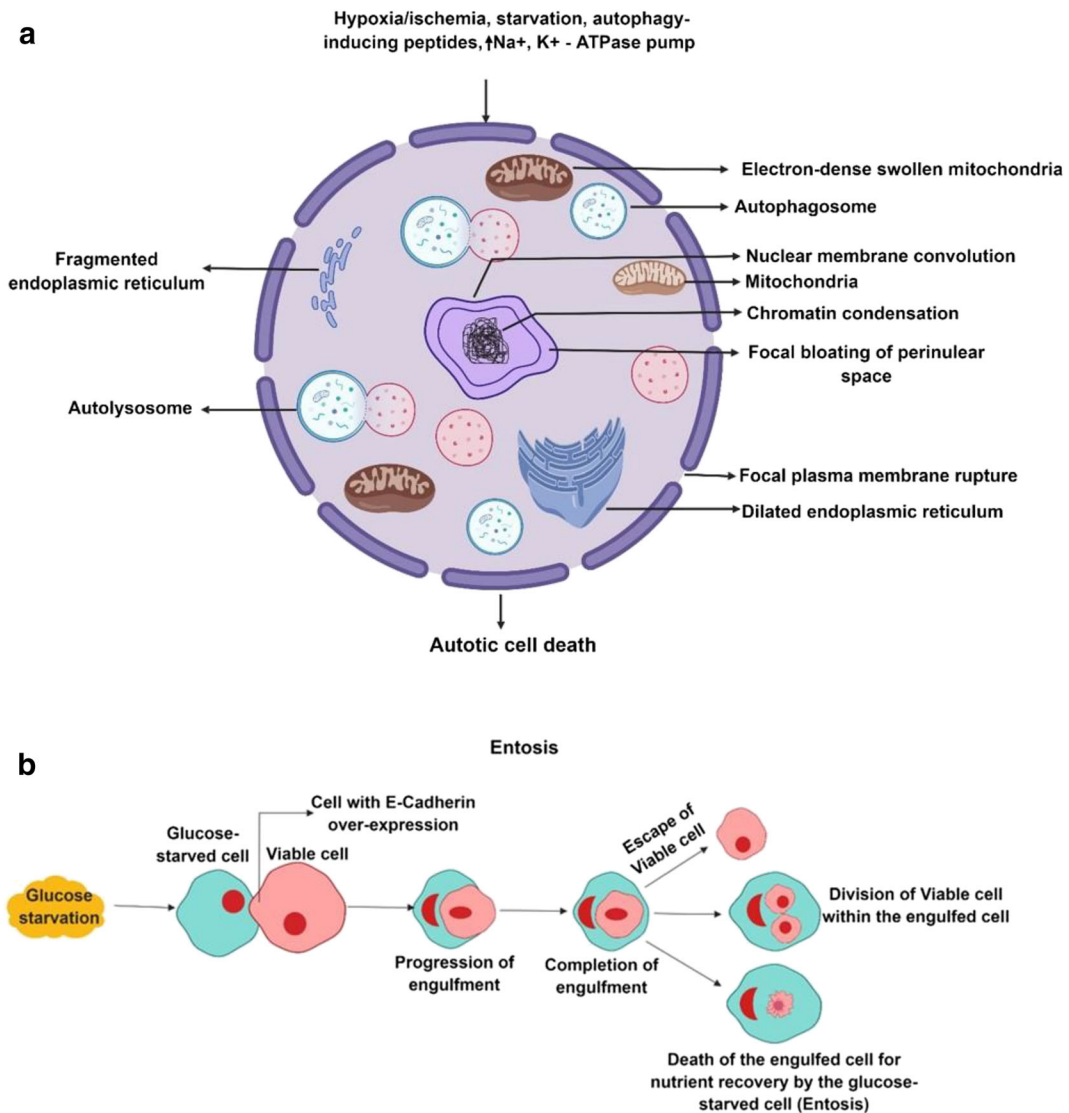 a
Hypoxia/ischemia, starvation, autophagy-
inducing peptides,↑Na+, K+ - ATPase pump
Electron-dense swollen mitochondria
Autophagosome
Nuclear membrane convolution
Mitochondria
Chromatin condensation
Focal bloating of perinulear
space
Fragmented
endoplasmic reticulum
Autolysosome
Focal plasma membrane rupture
Dilated endoplasmic reticulum
Autotic cell death
b
Entosis
Cell with E-Cadherin
over-expression
Glucose-
starved cell
Viable cell
Glucose
starvation
Progression of
engulfment
Completion of
engulfment
Escape of
Viable cell
Division of Viable cell
within the engulfed cell
Death of the engulfed cell for
nutrient recovery by the glucose-
starved cell (Entosis)